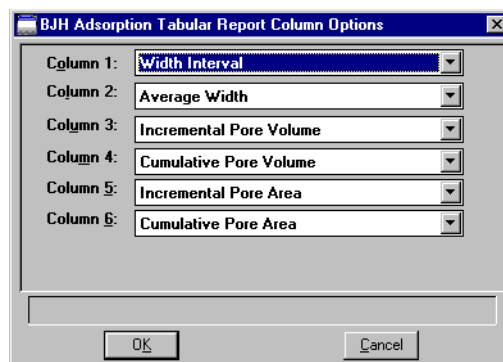 BJH Adsorption Tabular Report Column Options
Column 1: Width Interval
Column 2: Average Width
Column 3: Incremental Pore Volume
Column 4: Cumulative Pore Volume
Column 5: Incremental Pore Area
Column 6: Cumulative Pore Area
OK Cancel